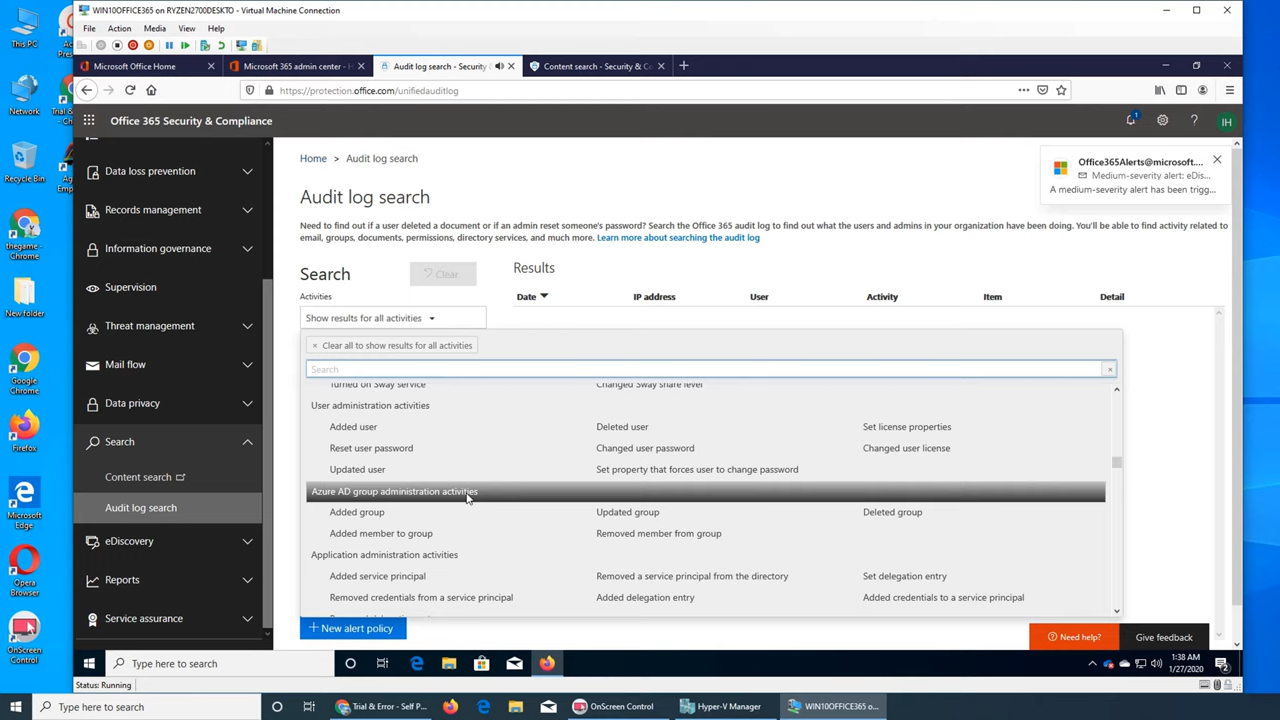 WIN10OFFICE365 on RYZEN2700DESKTO - Virtual Machine Connection
File Action Media View Help
Microsoft Office Home
Microsoft 365 admin center - H
Audit log search - Security
Content search - Security & Co
https://protection.office.com/unifiedauditlog
Office 365 Security & Compliance
IH
Data loss prevention
Records management
Information governance
Supervision
Threat management
Mail flow
Data privacy
Search
Content search
Audit log search
eDiscovery
Reports
Service assurance
Home > Audit log search
Audit log search
Need to find out if a user deleted a document or if an admin reset someone's password? Search the Office 365 audit log to find out what the users and admins in your organization have been doing. You'll be able to find activity related to
email, groups, documents, permissions, directory services, and much more. Learn more about searching the audit log
Office365Alerts@microsoft....
Medium-severity alert: eDis...
A medium-severity alert has been trigg...
Search
Clear
Results
Activities
Date IP address User Activity Item Detail
Show results for all activities
× Clear all to show results for all activities
Search
Turned on Sway service Changed Sway share level
User administration activities
Added user Deleted user Set license properties
Reset user password Changed user password Changed user license
Updated user Set property that forces user to change password
Azure AD group administration activities
Added group Updated group Deleted group
Added member to group Removed member from group
Application administration activities
Added service principal Removed a service principal from the directory Set delegation entry
Removed credentials from a service principal Added delegation entry Added credentials to a service principal
+ New alert policy
Need help?
Give feedback
Type here to search
1:38 AM
1/27/2020
Status: Running
This PC
Network
Recycle Bin
thegame -
Chrome
New folder
Google
Chrome
Firefox
Microsoft
Edge
Opera
Browser
OnScreen
Control
Type here to search
Trial & Error - Self P...
OnScreen Control
Hyper-V Manager
WIN10OFFICE365 o...